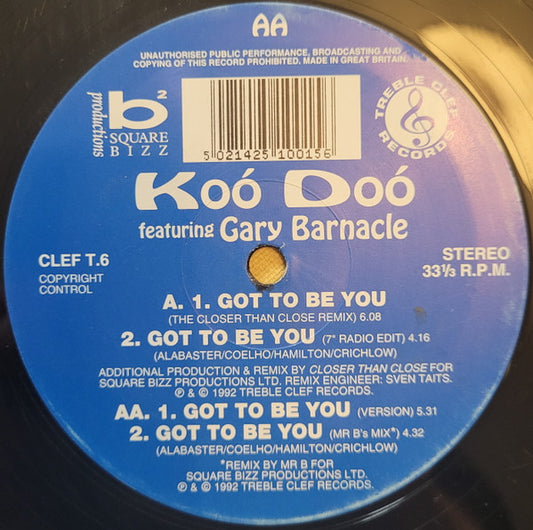 AA
UNAUTHORISED PUBLIC PERFORMANCE, BROADCASTING AND
COPYING OF THIS RECORD PROHIBITED. MADE IN GREAT BRITAIN.
b²
SQUARE
BIZZ
productions
5 021425 100156
TREBLE CLEF
RECORDS
Koó Doó
featuring Gary Barnacle
CLEF T.6
COPYRIGHT
CONTROL
STEREO
33⅓ R.P.M.
A. 1. GOT TO BE YOU
(THE CLOSER THAN CLOSE REMIX) 6.08
2. GOT TO BE YOU (7" RADIO EDIT) 4.16
(ALABASTER/COELHO/HAMILTON/CRICHLOW)
ADDITIONAL PRODUCTION & REMIX BY CLOSER THAN CLOSE FOR
SQUARE BIZZ PRODUCTIONS LTD. REMIX ENGINEER: SVEN TAITS.
℗ & © 1992 TREBLE CLEF RECORDS.
AA. 1. GOT TO BE YOU (VERSION) 5.31
2. GOT TO BE YOU (MR B's MIX*) 4.32
(ALABASTER/COELHO/HAMILTON/CRICHLOW)
*REMIX BY MR B FOR
SQUARE BIZZ PRODUCTIONS LTD.
℗ & © 1992 TREBLE CLEF RECORDS.